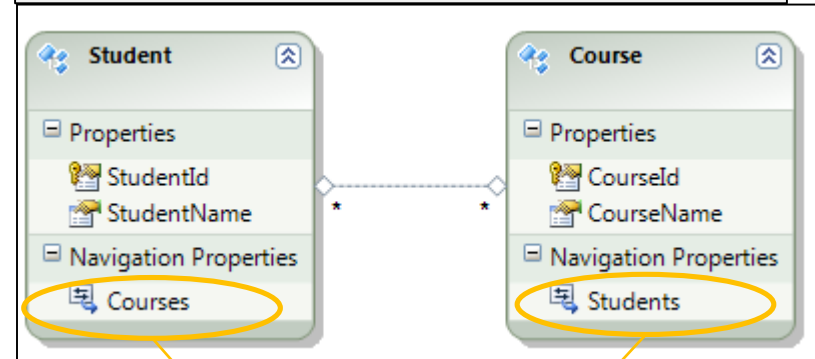 Student
Properties
StudentId
StudentName
Navigation Properties
Courses
*
*
Course
Properties
CourseId
CourseName
Navigation Properties
Students